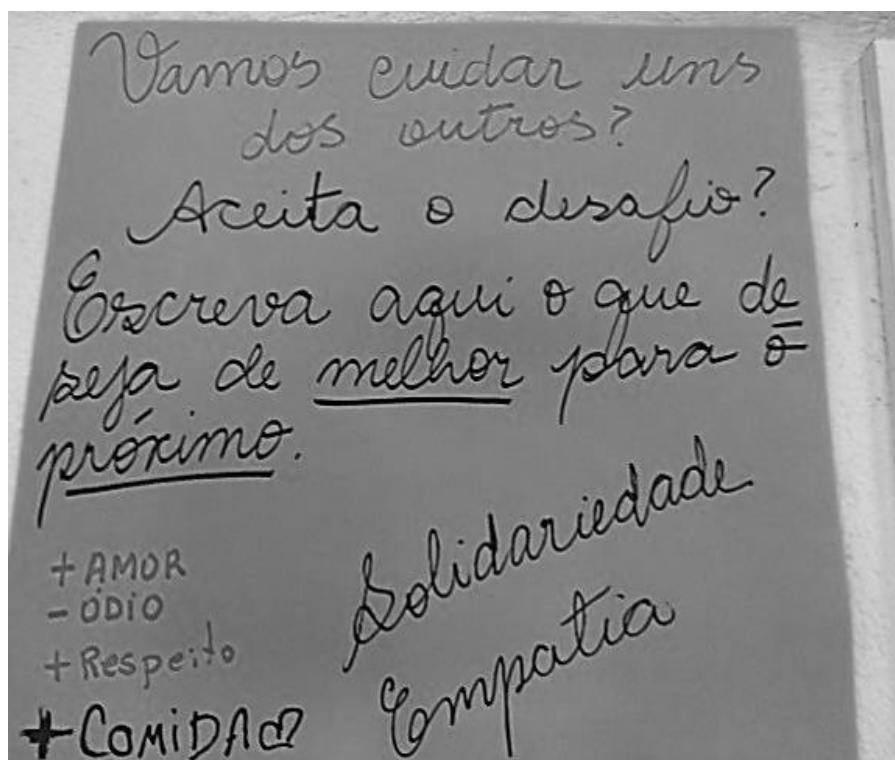 Vamos cuidar uns
dos outros?
Aceita o desafio?
Escreva aqui o que de
seja de melhor para o
próximo.
Solidariedade
+ AMOR
- ÓDIO
+ Respeito
Empatia
+ COMIDA ♡